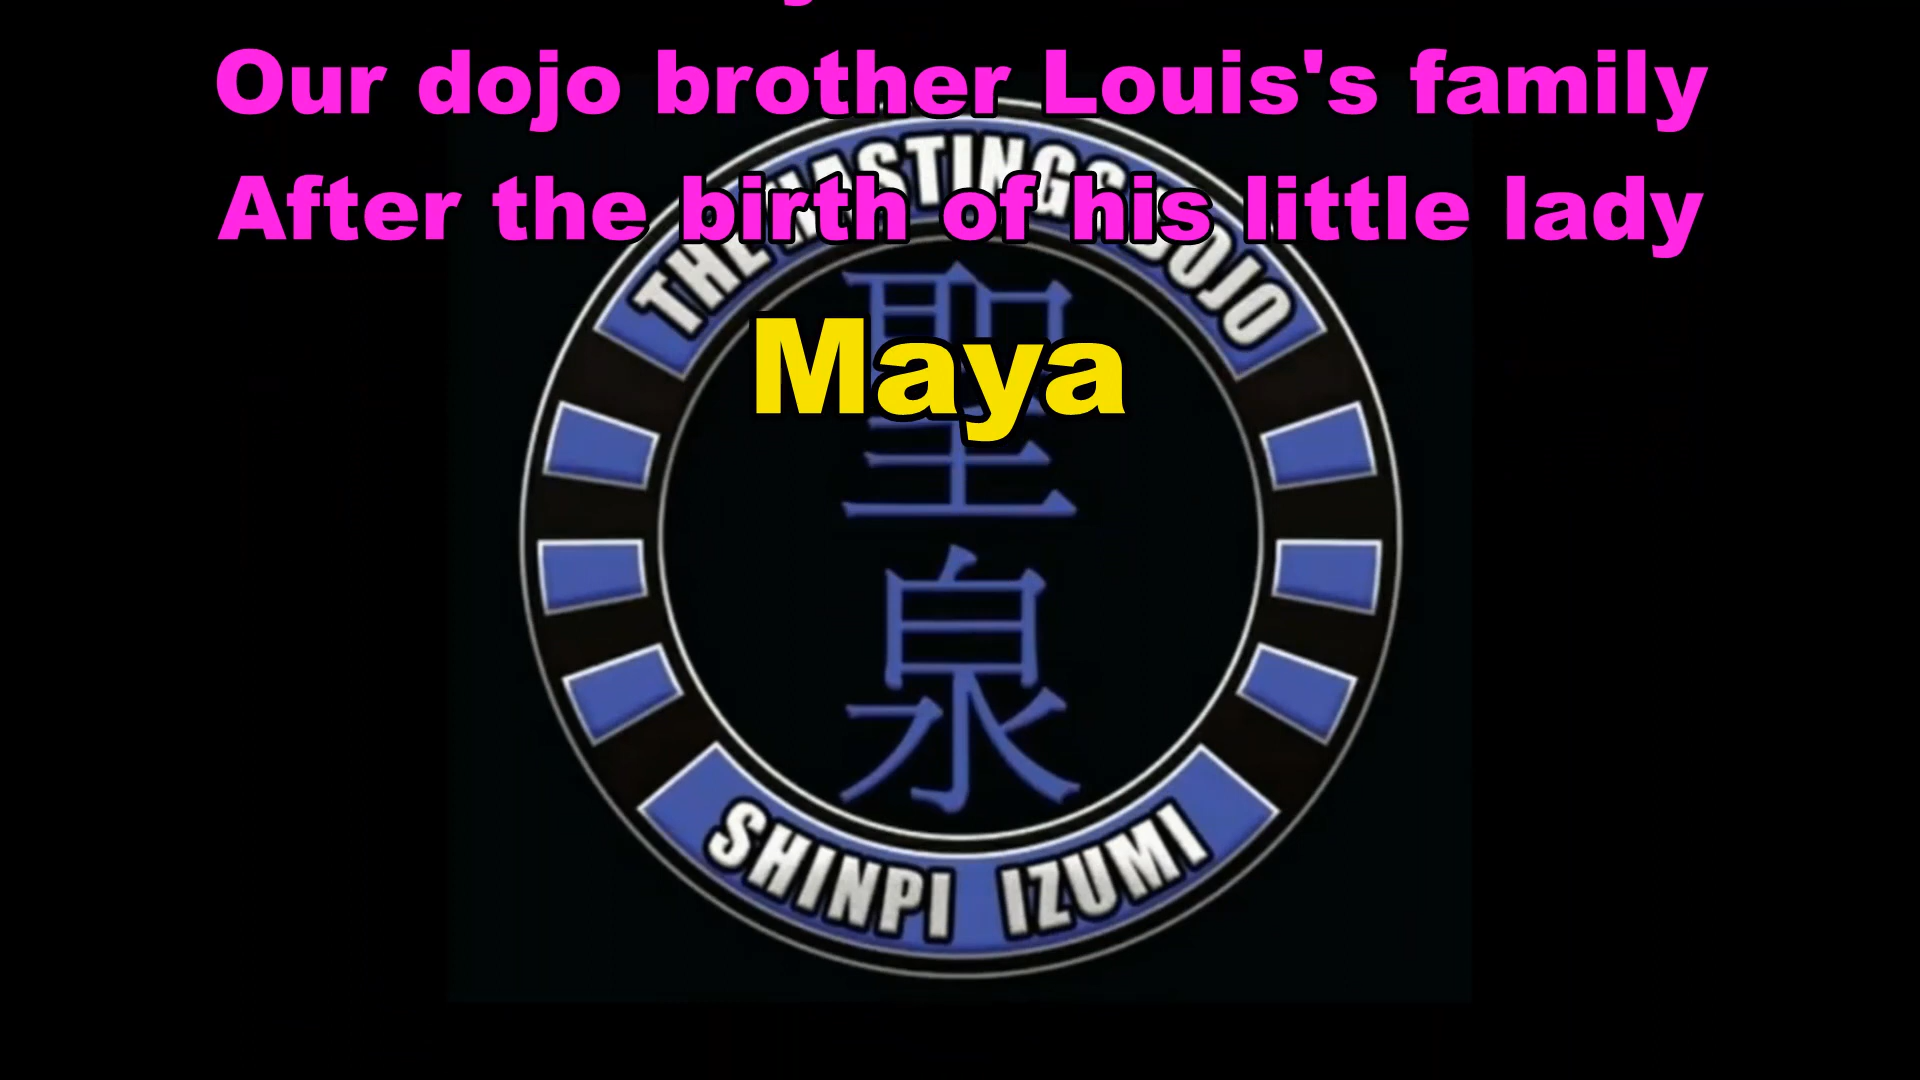 Our dojo brother Louis's family
After the birth of his little lady
Maya
THE HASTINGS DOJO
聖
泉
SHINPI IZUMI